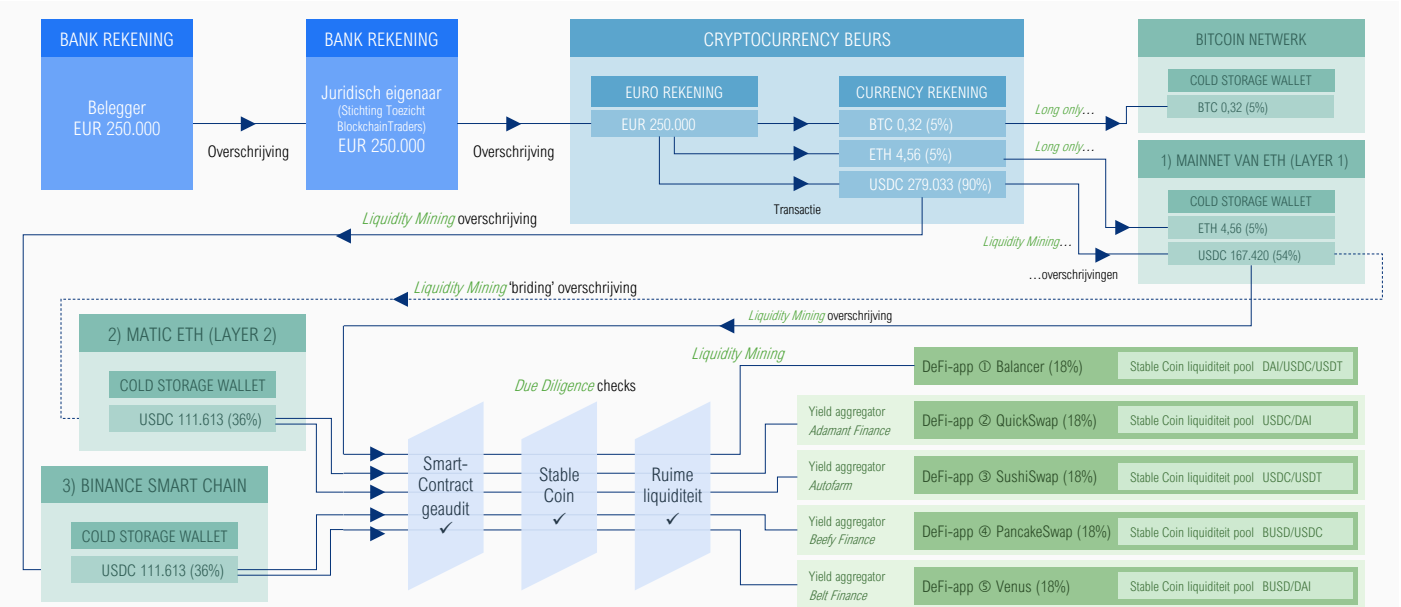 BANK REKENING
Belegger
EUR 250.000
Overschrijving
BANK REKENING
Juridisch eigenaar
(Stichting Toezicht
BlockchainTraders)
EUR 250.000
Overschrijving
CRYPTOCURRENCY BEURS
EURO REKENING
EUR 250.000
CURRENCY REKENING
BTC 0,32 (5%)
ETH 4,56 (5%)
USDC 279.033 (90%)
Transactie
Long only…
Long only…
Liquidity Mining…
…overschrijvingen
BITCOIN NETWERK
COLD STORAGE WALLET
BTC 0,32 (5%)
1) MAINNET VAN ETH (LAYER 1)
COLD STORAGE WALLET
ETH 4,56 (5%)
USDC 167.420 (54%)
Liquidity Mining overschrijving
Liquidity Mining ‘briding’ overschrijving
Liquidity Mining overschrijving
2) MATIC ETH (LAYER 2)
COLD STORAGE WALLET
USDC 111.613 (36%)
3) BINANCE SMART CHAIN
COLD STORAGE WALLET
USDC 111.613 (36%)
Liquidity Mining
Due Diligence checks
Smart-
Contract
geaudit
✓
Stable
Coin
✓
Ruime
liquiditeit
✓
DeFi-app ① Balancer (18%) Stable Coin liquiditeit pool DAI/USDC/USDT
Yield aggregator
Adamant Finance
DeFi-app ② QuickSwap (18%) Stable Coin liquiditeit pool USDC/DAI
Yield aggregator
Autofarm
DeFi-app ③ SushiSwap (18%) Stable Coin liquiditeit pool USDC/USDT
Yield aggregator
Beefy Finance
DeFi-app ④ PancakeSwap (18%) Stable Coin liquiditeit pool BUSD/USDC
Yield aggregator
Belt Finance
DeFi-app ⑤ Venus (18%) Stable Coin liquiditeit pool BUSD/DAI